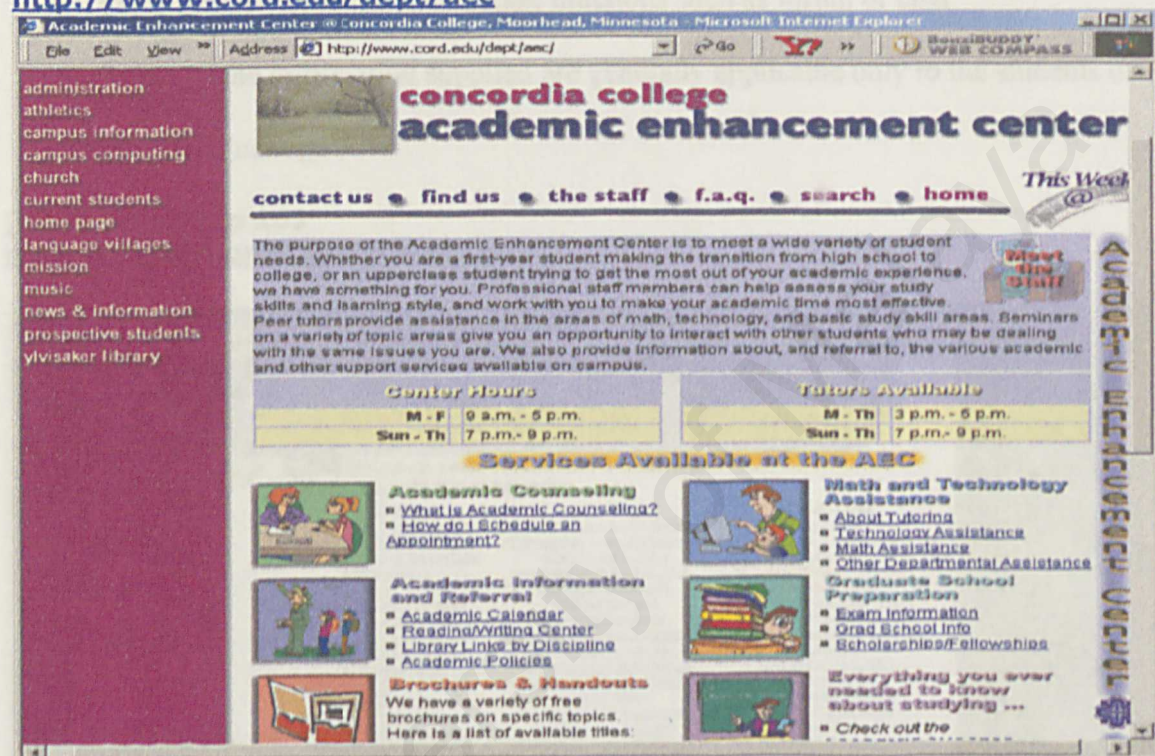 http://www.cord.edu/dept/aec
Academic Enhancement Center @ Concordia College, Moorhead, Minnesota - Microsoft Internet Explorer
File Edit View » Address http://www.cord.edu/dept/aec/ Go Y? » BonziBUDDY WEB COMPASS
administration
athletics
campus information
campus computing
church
current students
home page
language villages
mission
music
news & information
prospective students
ylvisaker library
concordia college
academic enhancement center
This Week @
contact us find us the staff f.a.q. search home
The purpose of the Academic Enhancement Center is to meet a wide variety of student
needs. Whether you are a first-year student making the transition from high school to
college, or an upperclass student trying to get the most out of your academic experience,
we have something for you. Professional staff members can help assess your study
skills and learning style, and work with you to make your academic time most effective.
Peer tutors provide assistance in the areas of math, technology, and basic study skill areas. Seminars
on a variety of topic areas give you an opportunity to interact with other students who may be dealing
with the same issues you are. We also provide information about, and referral to, the various academic
and other support services available on campus.
Meet
the
Staff
Academic Enhancement Center
Center Hours
M - F 9 a.m. - 5 p.m.
Sun - Th 7 p.m.- 9 p.m.
Tutors Available
M - Th 3 p.m. - 5 p.m.
Sun - Th 7 p.m.- 9 p.m.
Services Available at the AEC
Academic Counseling
What is Academic Counseling?
How do I Schedule an
Appointment?
Academic Information
and Referral
Academic Calendar
Reading/Writing Center
Library Links by Discipline
Academic Policies
Brochures & Handouts
We have a variety of free
brochures on specific topics.
Here is a list of available titles:
Math and Technology
Assistance
About Tutoring
Technology Assistance
Math Assistance
Other Departmental Assistance
Graduate School
Preparation
Exam Information
Grad School Info
Scholarships/Fellowships
Everything you ever
needed to know
about studying ...
Check out the